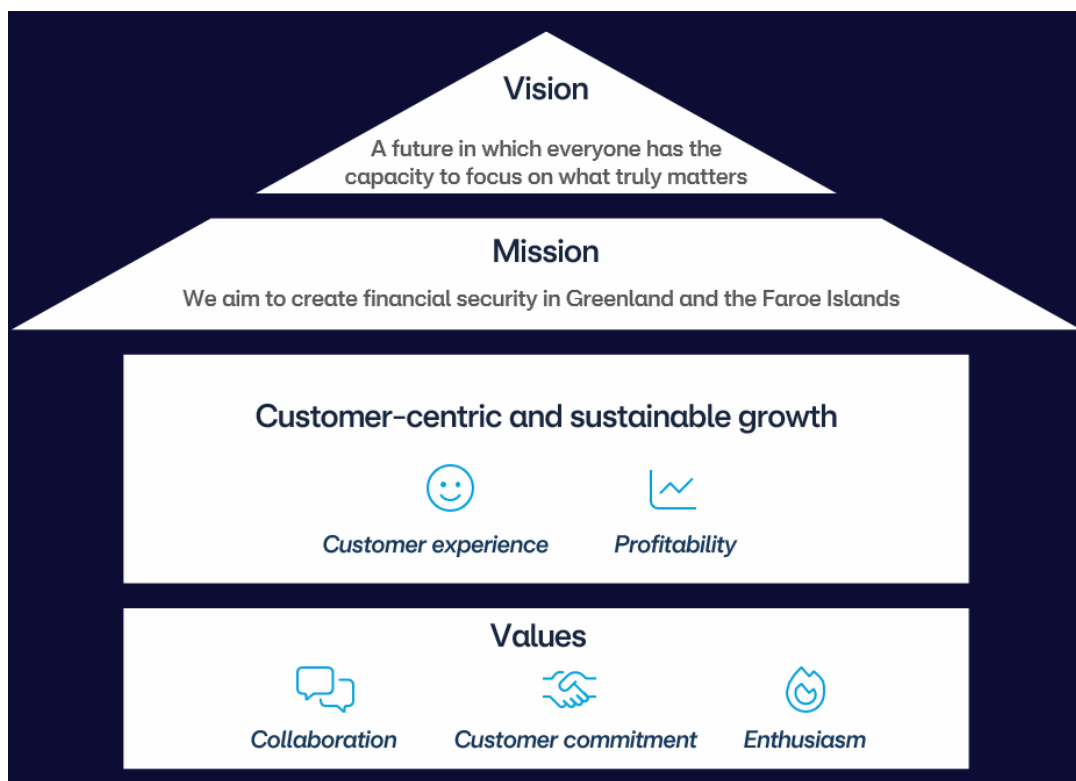 Vision
A future in which everyone has the
capacity to focus on what truly matters
Mission
We aim to create financial security in Greenland and the Faroe Islands
Customer-centric and sustainable growth
Customer experience Profitability
Values
Collaboration Customer commitment Enthusiasm